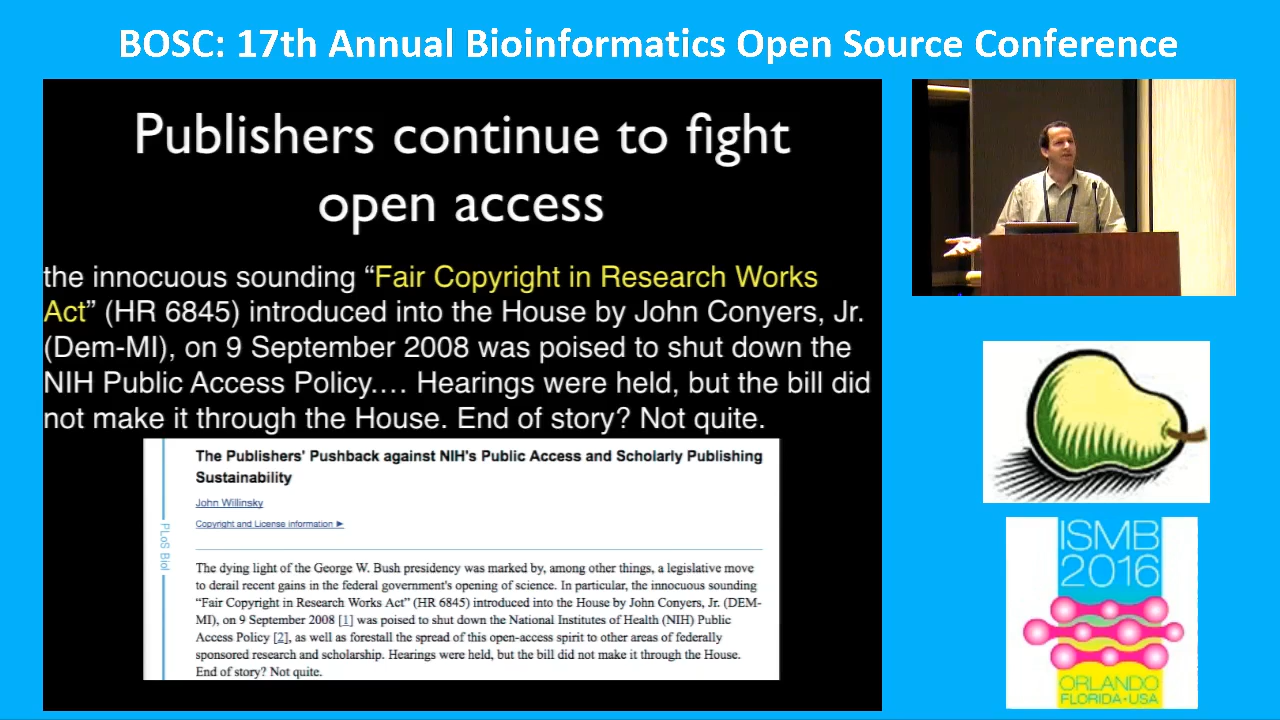 BOSC: 17th Annual Bioinformatics Open Source Conference
Publishers continue to fight
open access
the innocuous sounding “Fair Copyright in Research Works
Act” (HR 6845) introduced into the House by John Conyers, Jr.
(Dem-MI), on 9 September 2008 was poised to shut down the
NIH Public Access Policy.… Hearings were held, but the bill did
not make it through the House. End of story? Not quite.
PLoS Biol
The Publishers' Pushback against NIH's Public Access and Scholarly Publishing
Sustainability
John Willinsky
Copyright and License information ►
The dying light of the George W. Bush presidency was marked by, among other things, a legislative move
to derail recent gains in the federal government's opening of science. In particular, the innocuous sounding
“Fair Copyright in Research Works Act” (HR 6845) introduced into the House by John Conyers, Jr. (DEM-
MI), on 9 September 2008 [1] was poised to shut down the National Institutes of Health (NIH) Public
Access Policy [2], as well as forestall the spread of this open-access spirit to other areas of federally
sponsored research and scholarship. Hearings were held, but the bill did not make it through the House.
End of story? Not quite.
ISMB
2016
ORLANDO
FLORIDA•USA